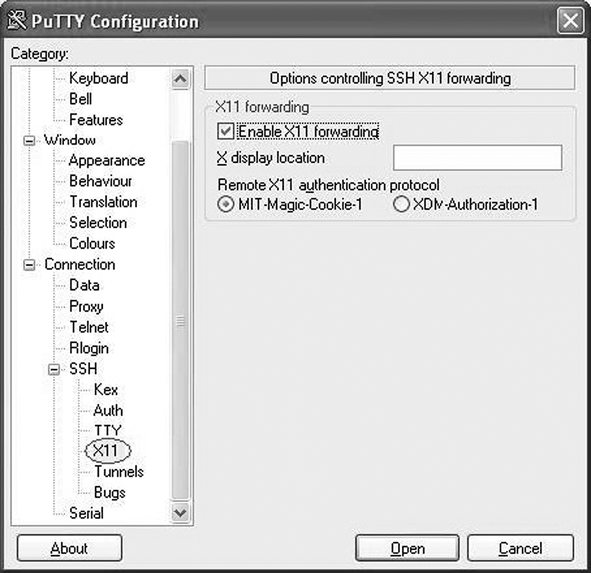 PuTTY Configuration
Category:
Keyboard
Bell
Features
Window
Appearance
Behaviour
Translation
Selection
Colours
Connection
Data
Proxy
Telnet
Rlogin
SSH
Kex
Auth
TTY
X11
Tunnels
Bugs
Serial
Options controlling SSH X11 forwarding
X11 forwarding
Enable X11 forwarding
X display location
Remote X11 authentication protocol
MIT-Magic-Cookie-1 XDM-Authorization-1
About Open Cancel